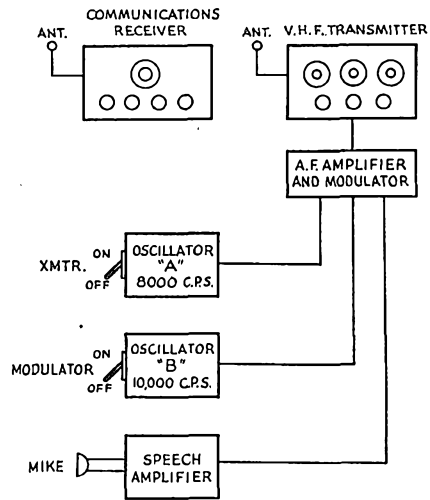 COMMUNICATIONS
RECEIVER
ANT.
ANT.
V.H.F. TRANSMITTER
A.F. AMPLIFIER
AND MODULATOR
XMTR.
ON
OFF
OSCILLATOR
"A"
8000 C.P.S.
MODULATOR
ON
OFF
OSCILLATOR
"B"
10,000 C.P.S.
MIKE
SPEECH
AMPLIFIER